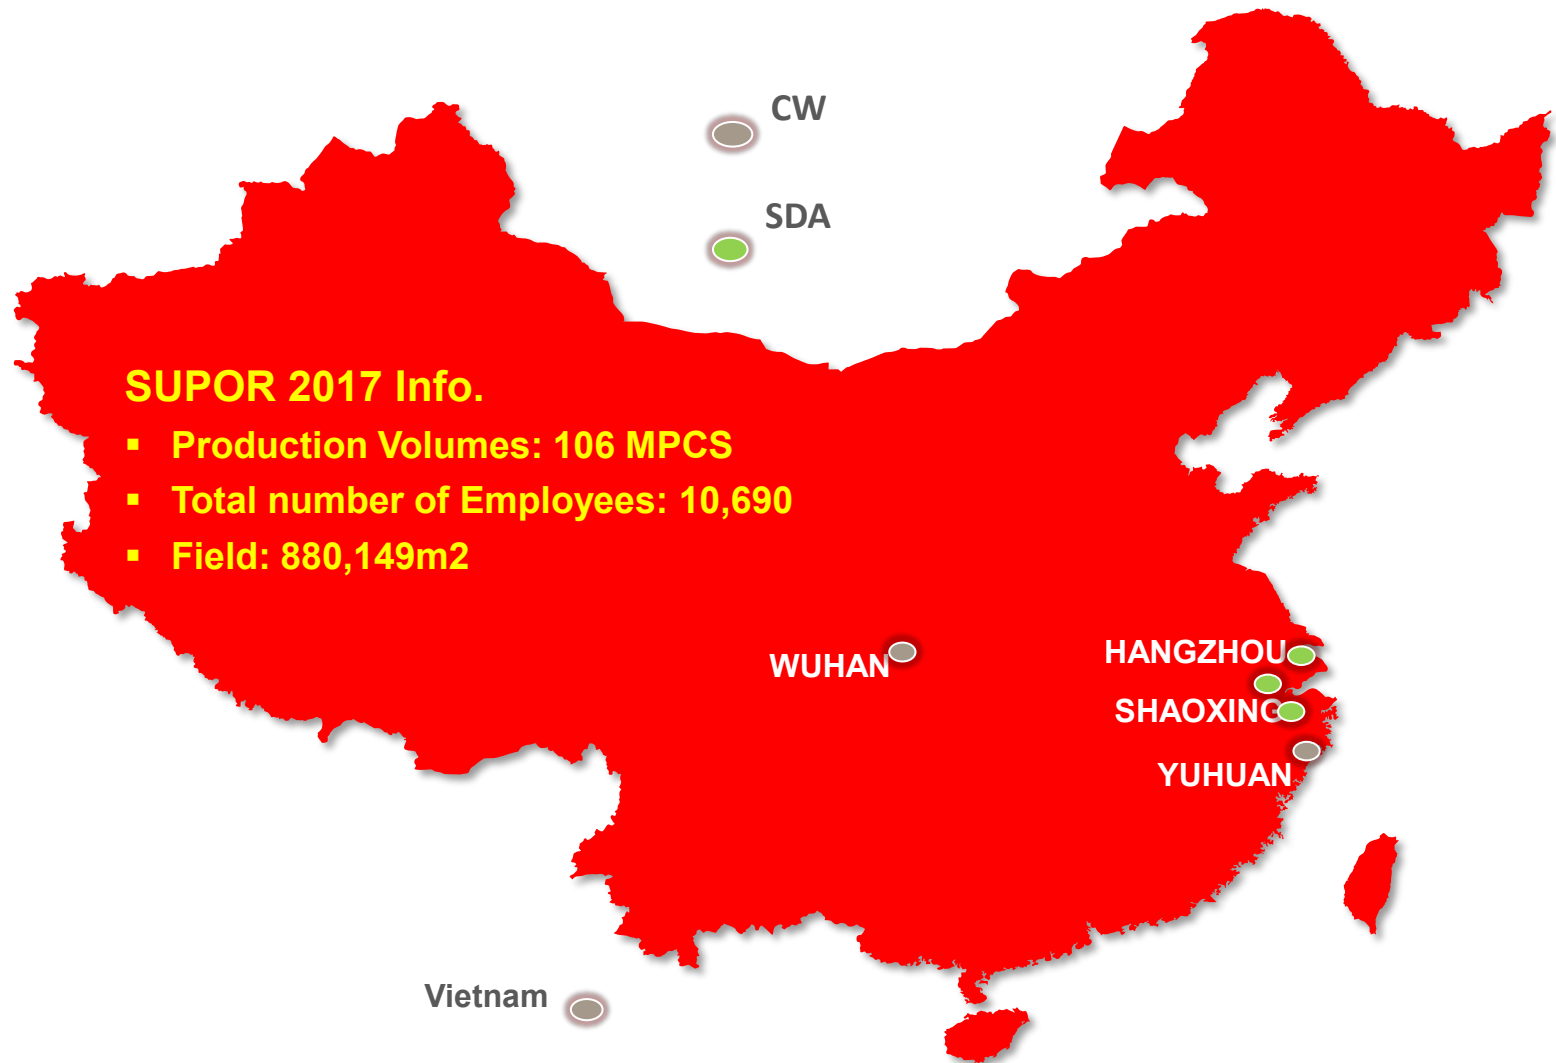 CW
SDA
SUPOR 2017 Info.
▪ Production Volumes: 106 MPCS
▪ Total number of Employees: 10,690
▪ Field: 880,149m2
HANGZHOU
WUHAN
SHAOXING
YUHUAN
Vietnam